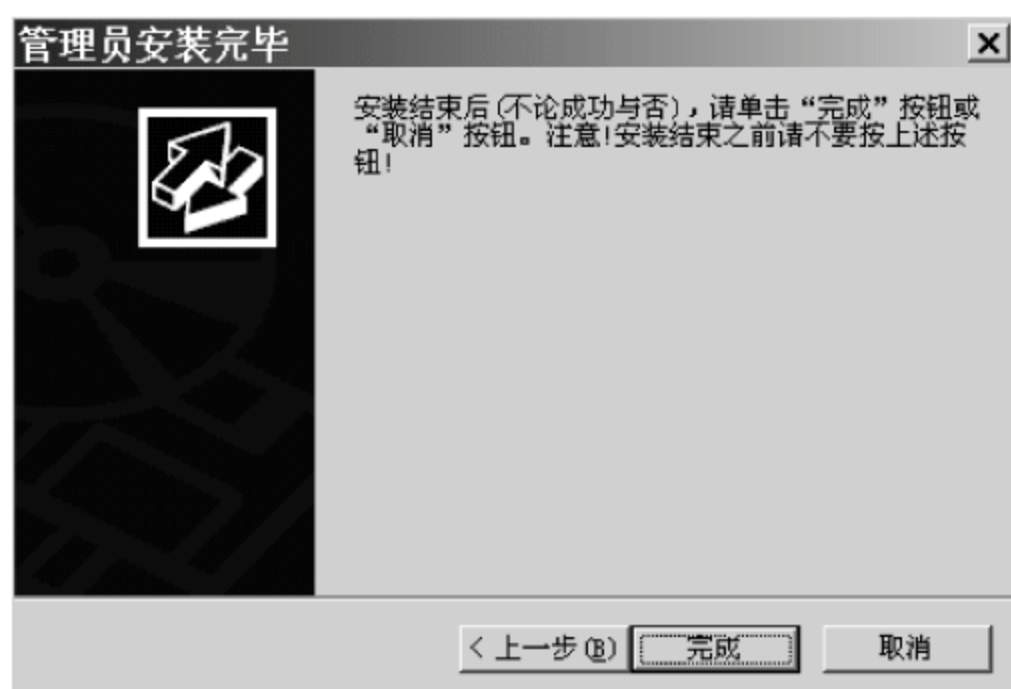 管理员安装完毕
安装结束后(不论成功与否)，请单击“完成”按钮或
“取消”按钮。注意!安装结束之前请不要按上述按
钮!
< 上一步(B)
完成
取消